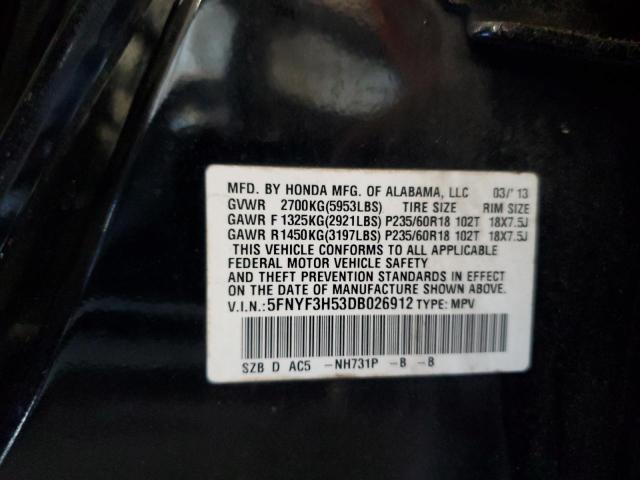 MFD. BY HONDA MFG. OF ALABAMA, LLC 03/'13
GVWR 2700KG(5953LBS) TIRE SIZE RIM SIZE
GAWR F 1325KG(2921LBS) P235/60R18 102T 18X7.5J
GAWR R 1450KG(3197LBS) P235/60R18 102T 18X7.5J
THIS VEHICLE CONFORMS TO ALL APPLICABLE
FEDERAL MOTOR VEHICLE SAFETY
AND THEFT PREVENTION STANDARDS IN EFFECT
ON THE DATE OF MANUFACTURE SHOWN ABOVE.
V.I.N.: 5FNYF3H53DB026912 TYPE: MPV
SZB D AC5 -NH731P -B -B